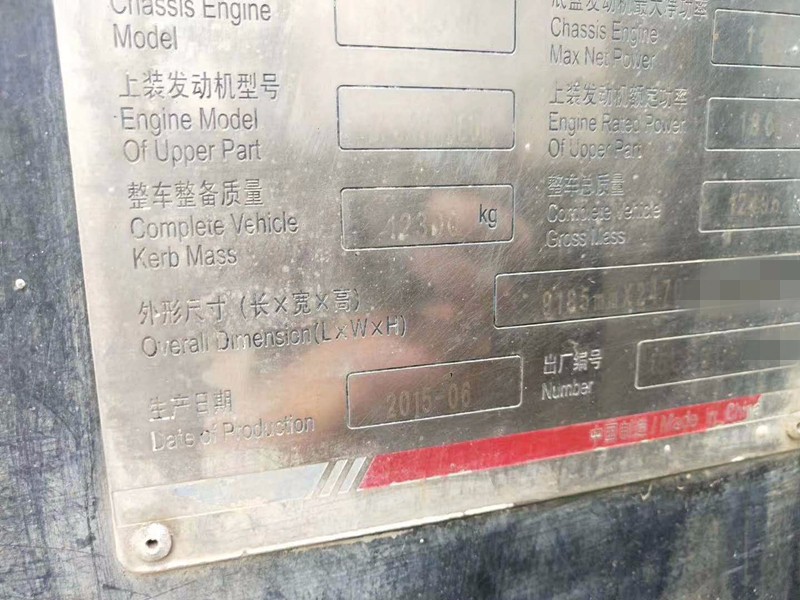 Chassis Engine
Model
底盘发动机最大净功率
Chassis Engine
Max Net Power
上装发动机型号
Engine Model
Of Upper Part
上装发动机额定功率
Engine Rated Power
Of Upper Part
整车整备质量
Complete Vehicle
Kerb Mass
kg
整车总质量
Complete Vehicle
Gross Mass
外形尺寸（长×宽×高）
Overall Dimension(L×W×H)
生产日期
Date of Production
2015-06
出厂编号
Number
中国制造/Made in China